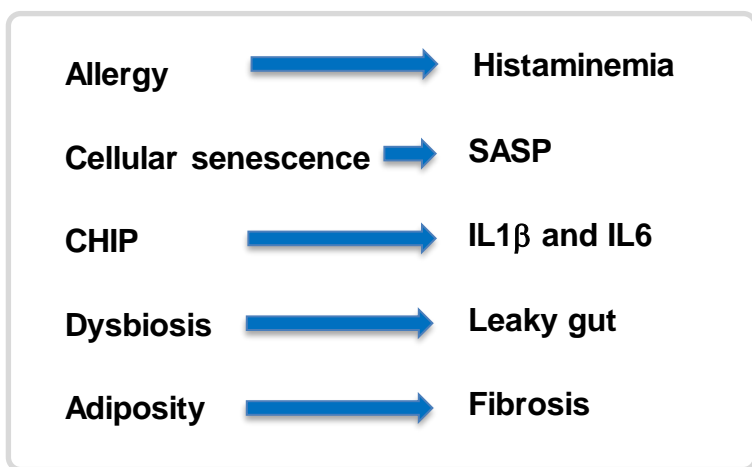 Allergy Histaminemia
Cellular senescence SASP
CHIP IL1β and IL6
Dysbiosis Leaky gut
Adiposity Fibrosis